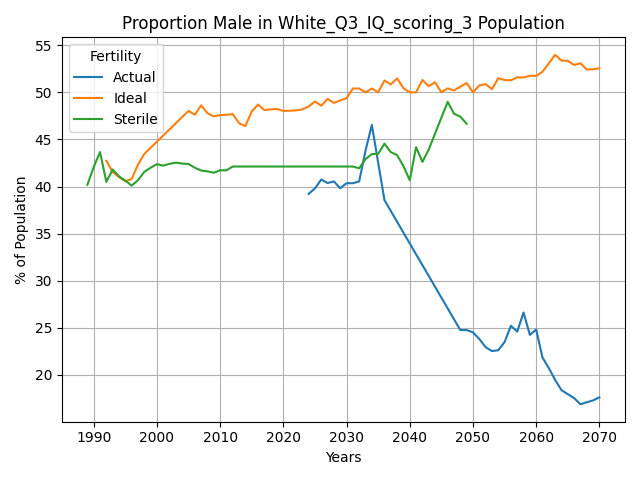 Proportion Male in White_Q3_IQ_scoring_3 Population
Fertility
Actual
Ideal
Sterile
% of Population
55
50
45
40
35
30
25
20
1990 2000 2010 2020 2030 2040 2050 2060 2070
Years